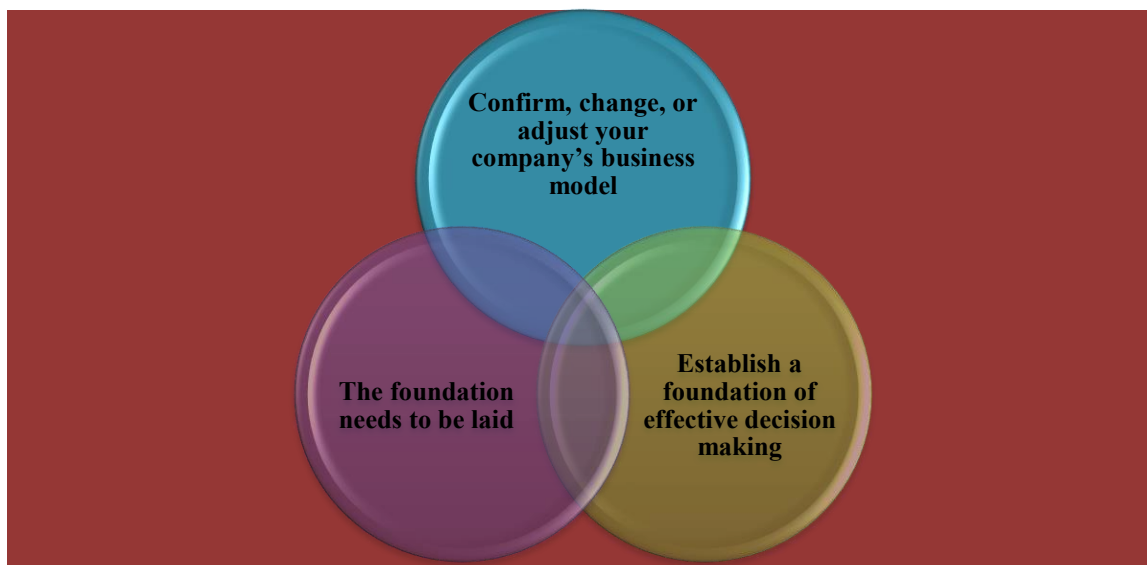 Confirm, change, or
adjust your
company’s business
model
The foundation
needs to be laid
Establish a
foundation of
effective decision
making